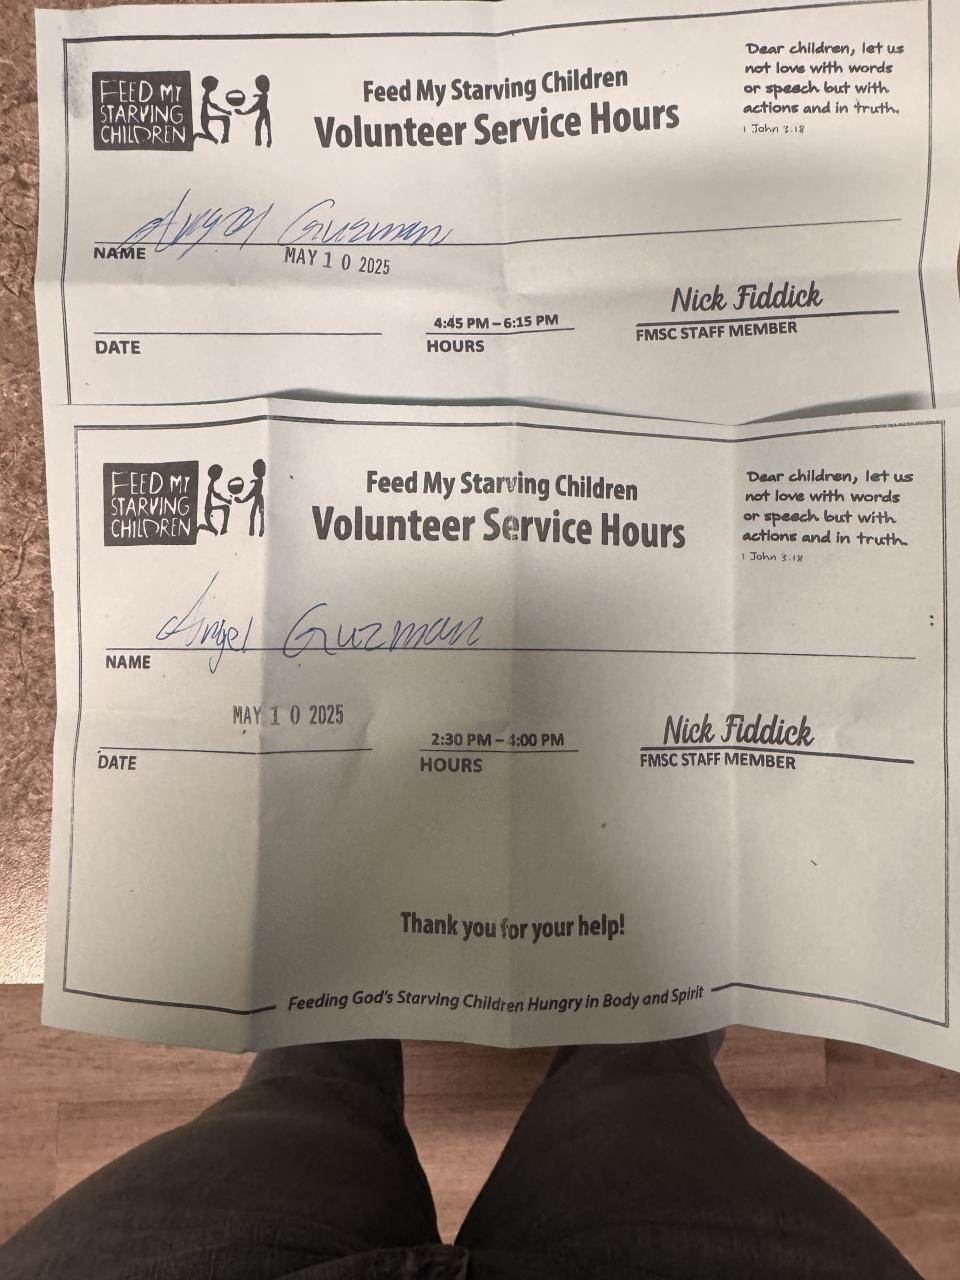 FEED MY
STARVING
CHILDREN
Feed My Starving Children
Volunteer Service Hours
Dear children, let us
not love with words
or speech but with
actions and in truth.
1 John 3:18
Angel Guzman
NAME
MAY 10 2025
DATE
4:45 PM – 6:15 PM
HOURS
Nick Fiddick
FMSC STAFF MEMBER
FEED MY
STARVING
CHILDREN
Feed My Starving Children
Volunteer Service Hours
Dear children, let us
not love with words
or speech but with
actions and in truth.
1 John 3:18
Angel Guzman
NAME
MAY 10 2025
DATE
2:30 PM – 4:00 PM
HOURS
Nick Fiddick
FMSC STAFF MEMBER
Thank you for your help!
Feeding God's Starving Children Hungry in Body and Spirit